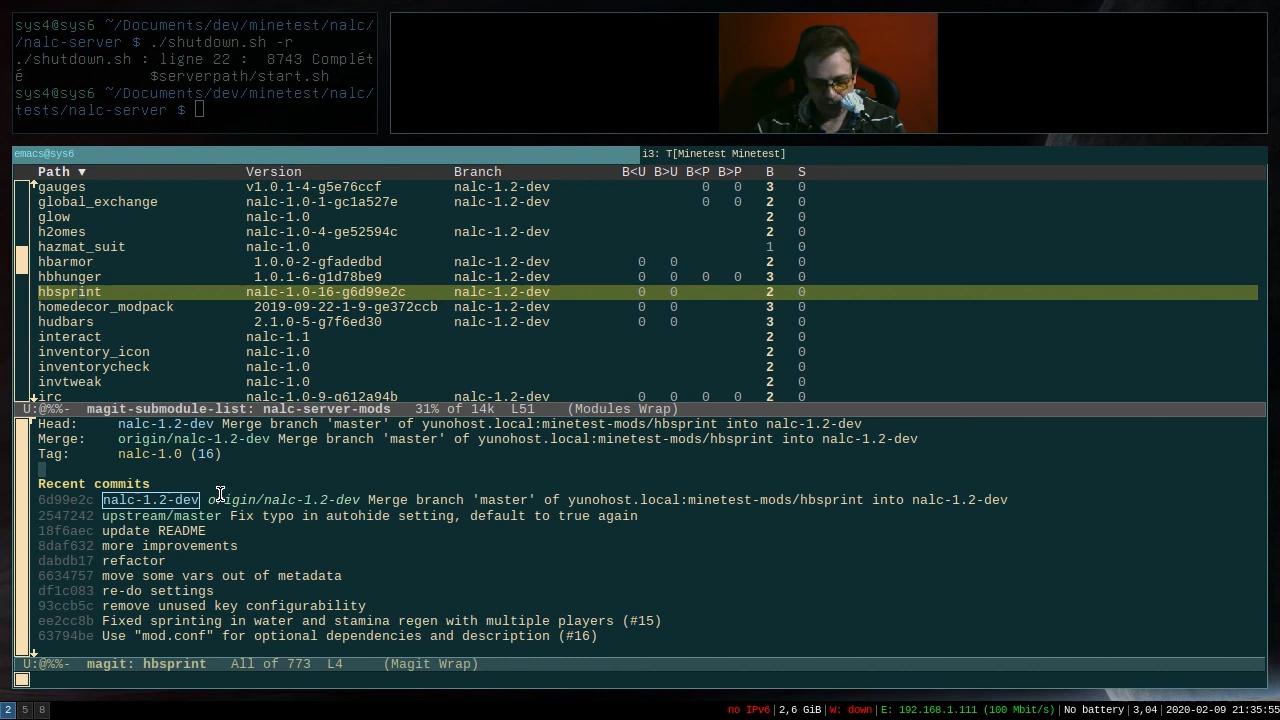 sys4@sys6 ~/Documents/dev/minetest/nalc/
/nalc-server $ ./shutdown.sh -r
./shutdown.sh : ligne 22 :  8743 Complét
é                $serverpath/start.sh
sys4@sys6 ~/Documents/dev/minetest/nalc/
tests/nalc-server $
emacs@sys6
i3: T[Minetest Minetest]
Path ▼ Version Branch B<U B>U B<P B>P B S
gauges v1.0.1-4-g5e76ccf nalc-1.2-dev 0 0 3 0
global_exchange nalc-1.0-1-gc1a527e nalc-1.2-dev 0 0 2 0
glow nalc-1.0 2 0
h2omes nalc-1.0-4-ge52594c nalc-1.2-dev 2 0
hazmat_suit nalc-1.0 1 0
hbarmor 1.0.0-2-gfadedbd nalc-1.2-dev 0 0 2 0
hbhunger 1.0.1-6-g1d78be9 nalc-1.2-dev 0 0 0 0 3 0
hbsprint nalc-1.0-16-g6d99e2c nalc-1.2-dev 0 0 2 0
homedecor_modpack 2019-09-22-1-9-ge372ccb nalc-1.2-dev 0 0 3 0
hudbars 2.1.0-5-g7f6ed30 nalc-1.2-dev 0 0 3 0
interact nalc-1.1 2 0
inventory_icon nalc-1.0 2 0
inventorycheck nalc-1.0 2 0
invtweak nalc-1.0 2 0
irc nalc-1.0-9-g612a94b nalc-1.2-dev 0 0 0 0 2 0
U:@%%-  magit-submodule-list: nalc-server-mods   31% of 14k  L51    (Modules Wrap)
Head:     nalc-1.2-dev Merge branch 'master' of yunohost.local:minetest-mods/hbsprint into nalc-1.2-dev
Merge:    origin/nalc-1.2-dev Merge branch 'master' of yunohost.local:minetest-mods/hbsprint into nalc-1.2-dev
Tag:      nalc-1.0 (16)
Recent commits
6d99e2c nalc-1.2-dev origin/nalc-1.2-dev Merge branch 'master' of yunohost.local:minetest-mods/hbsprint into nalc-1.2-dev
2547242 upstream/master Fix typo in autohide setting, default to true again
18f6aec update README
8daf632 more improvements
dabdb17 refactor
6634757 move some vars out of metadata
df1c083 re-do settings
93ccb5c remove unused key configurability
ee2cc8b Fixed sprinting in water and stamina regen with multiple players (#15)
63794be Use "mod.conf" for optional dependencies and description (#16)
U:@%%-  magit: hbsprint   All of 773  L4     (Magit Wrap)
2 5 8
no IPv6|2,6 GiB|W: down|E: 192.168.1.111 (100 Mbit/s)|No battery|3,04|2020-02-09 21:35:55